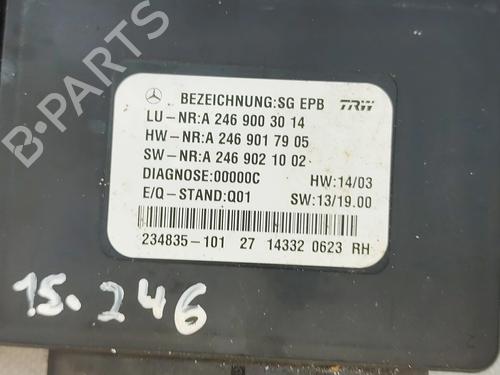 BEZEICHNUNG:SG EPB TRW
LU-NR:A 246 900 30 14
HW-NR:A 246 901 79 05
SW-NR:A 246 902 10 02
DIAGNOSE:00000C HW:14/03
E/Q-STAND:Q01 SW:13/19.00
234835-101 27 14332 0623 RH
15.246
B-PARTS